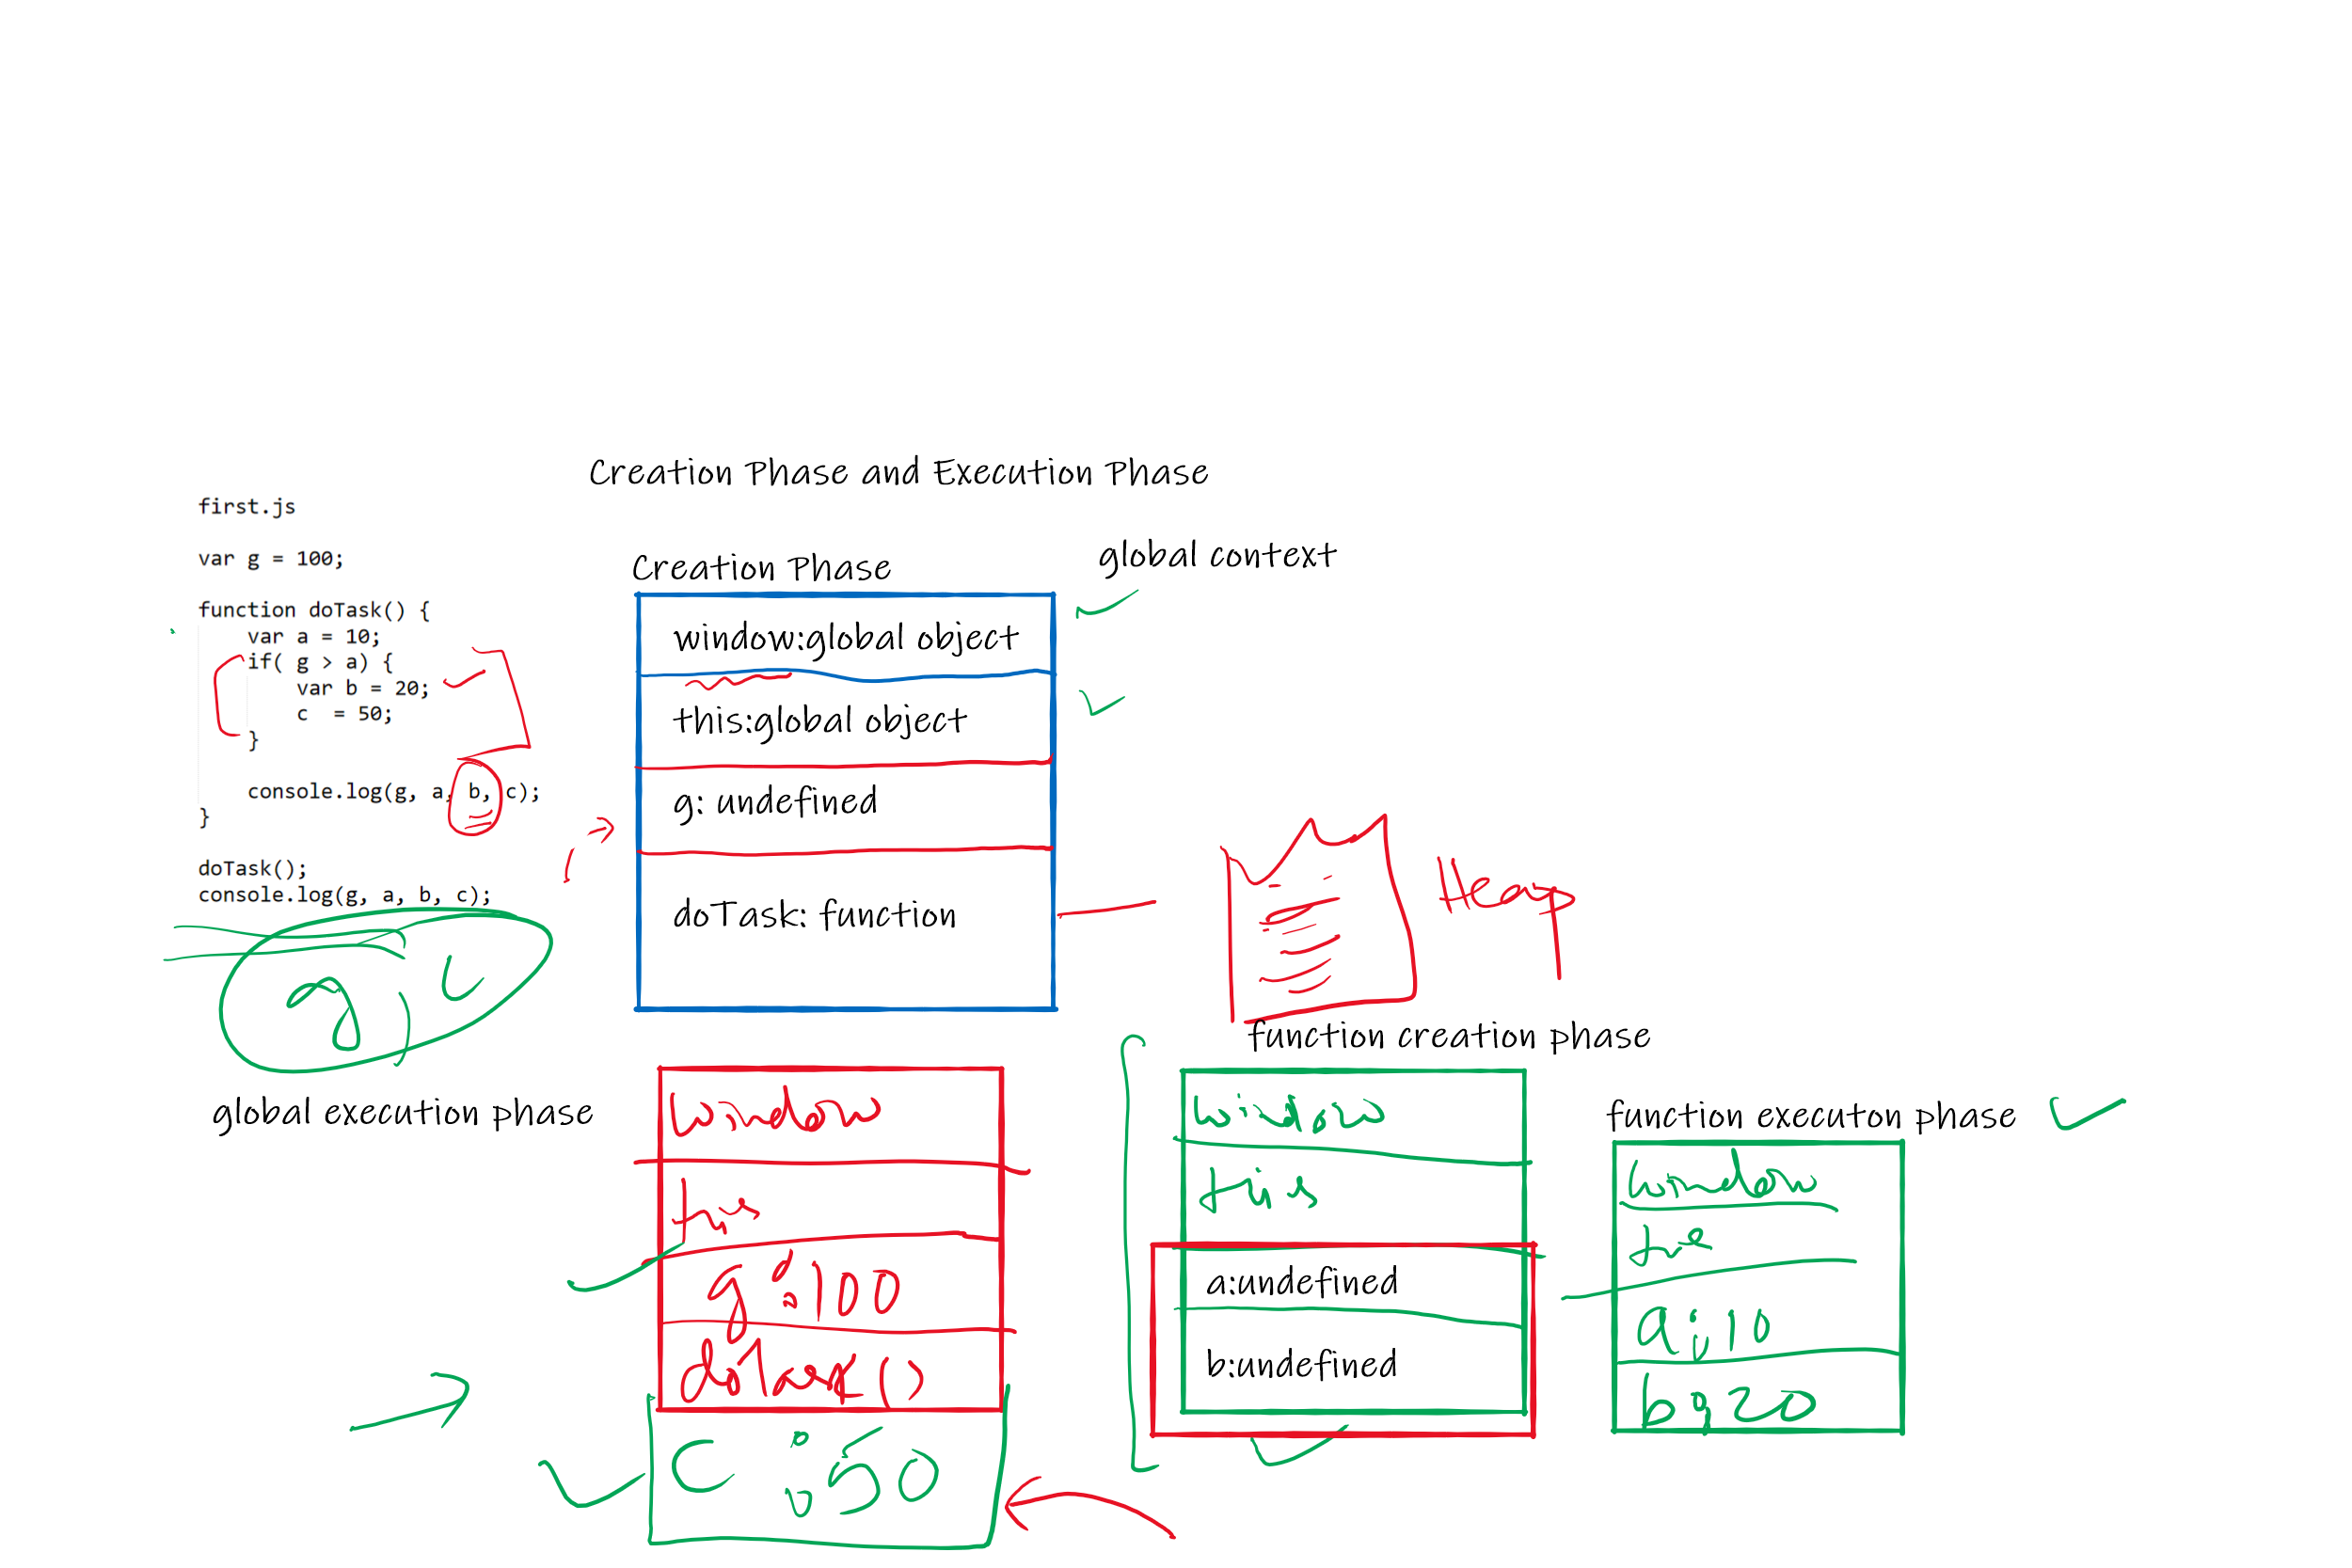 Creation Phase and Execution Phase
first.js
var g = 100;
function doTask() {
    var a = 10;
    if( g > a) {
        var b = 20;
        c  = 50;
    }
    console.log(g, a, b, c);
}
doTask();
console.log(g, a, b, c);
g, c
Creation Phase
global context
window:global object
this:global object
g: undefined
doTask: function
Heap
global execution phase
window
this
g:100
doTask()
C : 50
function creation phase
window
this
a:undefined
b:undefined
function executon phase
window
this
a:10
b:20